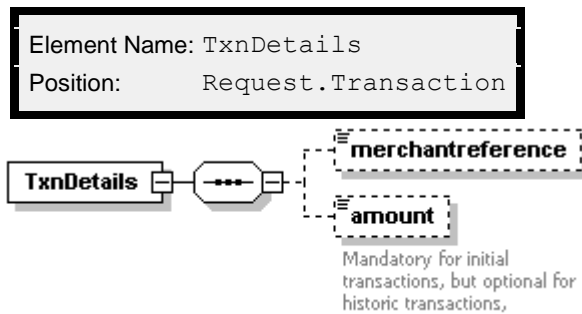 Element Name: TxnDetails
Position: Request.Transaction
merchantreference
TxnDetails
amount
Mandatory for initial
transactions, but optional for
historic transactions,